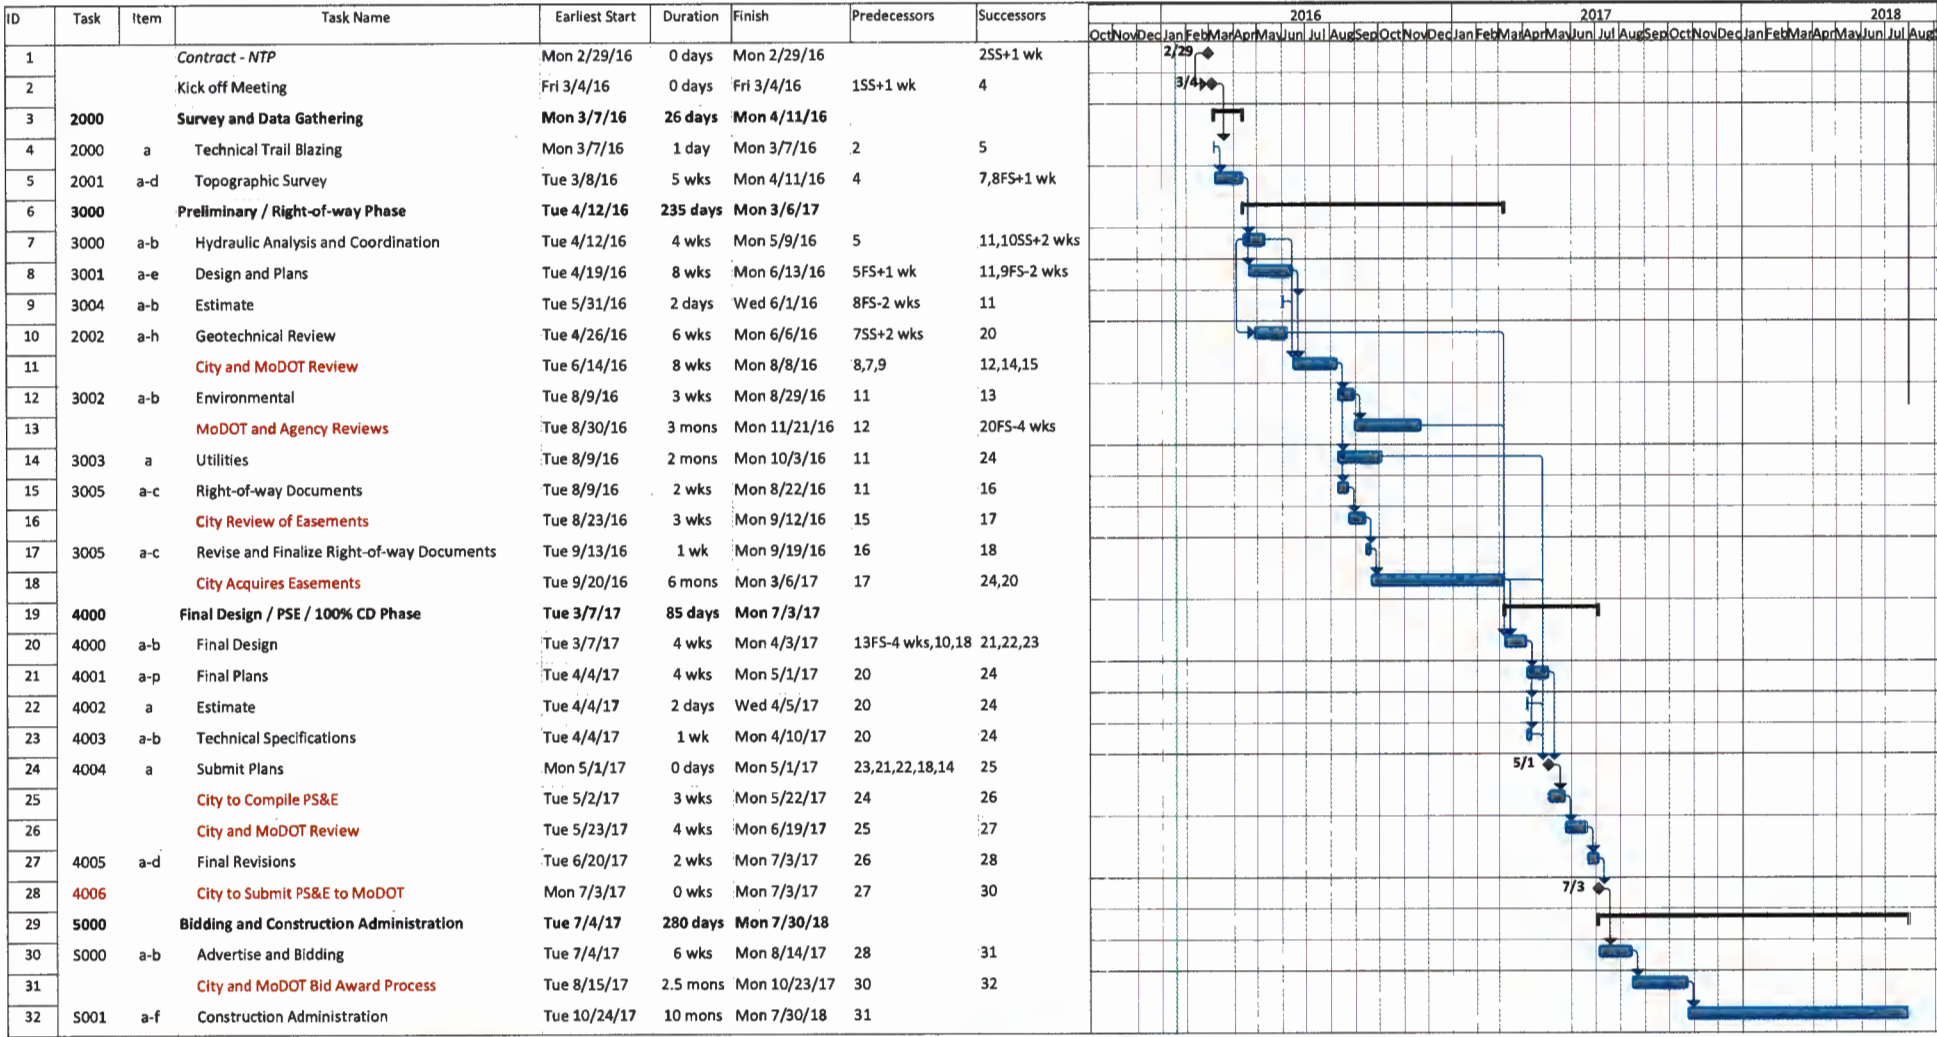 ID Task Item Task Name Earliest Start Duration Finish Predecessors Successors 2016 2017 2018
Oct Nov Dec Jan Feb Mar Apr May Jun Jul Aug Sep Oct Nov Dec Jan Feb Mar Apr May Jun Jul Aug Sep Oct Nov Dec Jan Feb Mar Apr May Jun Jul Aug
1 Contract - NTP Mon 2/29/16 0 days Mon 2/29/16 2SS+1 wk 2/29
2 Kick off Meeting Fri 3/4/16 0 days Fri 3/4/16 1SS+1 wk 4 3/4
3 2000 Survey and Data Gathering Mon 3/7/16 26 days Mon 4/11/16
4 2000 a Technical Trail Blazing Mon 3/7/16 1 day Mon 3/7/16 2 5
5 2001 a-d Topographic Survey Tue 3/8/16 5 wks Mon 4/11/16 4 7,8FS+1 wk
6 3000 Preliminary / Right-of-way Phase Tue 4/12/16 235 days Mon 3/6/17
7 3000 a-b Hydraulic Analysis and Coordination Tue 4/12/16 4 wks Mon 5/9/16 5 11,10SS+2 wks
8 3001 a-e Design and Plans Tue 4/19/16 8 wks Mon 6/13/16 5FS+1 wk 11,9FS-2 wks
9 3004 a-b Estimate Tue 5/31/16 2 days Wed 6/1/16 8FS-2 wks 11
10 2002 a-h Geotechnical Review Tue 4/26/16 6 wks Mon 6/6/16 7SS+2 wks 20
11 City and MoDOT Review Tue 6/14/16 8 wks Mon 8/8/16 8,7,9 12,14,15
12 3002 a-b Environmental Tue 8/9/16 3 wks Mon 8/29/16 11 13
13 MoDOT and Agency Reviews Tue 8/30/16 3 mons Mon 11/21/16 12 20FS-4 wks
14 3003 a Utilities Tue 8/9/16 2 mons Mon 10/3/16 11 24
15 3005 a-c Right-of-way Documents Tue 8/9/16 2 wks Mon 8/22/16 11 16
16 City Review of Easements Tue 8/23/16 3 wks Mon 9/12/16 15 17
17 3005 a-c Revise and Finalize Right-of-way Documents Tue 9/13/16 1 wk Mon 9/19/16 16 18
18 City Acquires Easements Tue 9/20/16 6 mons Mon 3/6/17 17 24,20
19 4000 Final Design / PSE / 100% CD Phase Tue 3/7/17 85 days Mon 7/3/17
20 4000 a-b Final Design Tue 3/7/17 4 wks Mon 4/3/17 13FS-4 wks,10,18 21,22,23
21 4001 a-p Final Plans Tue 4/4/17 4 wks Mon 5/1/17 20 24
22 4002 a Estimate Tue 4/4/17 2 days Wed 4/5/17 20 24
23 4003 a-b Technical Specifications Tue 4/4/17 1 wk Mon 4/10/17 20 24
24 4004 a Submit Plans Mon 5/1/17 0 days Mon 5/1/17 23,21,22,18,14 25 5/1
25 City to Compile PS&E Tue 5/2/17 3 wks Mon 5/22/17 24 26
26 City and MoDOT Review Tue 5/23/17 4 wks Mon 6/19/17 25 27
27 4005 a-d Final Revisions Tue 6/20/17 2 wks Mon 7/3/17 26 28
28 4006 City to Submit PS&E to MoDOT Mon 7/3/17 0 wks Mon 7/3/17 27 30 7/3
29 5000 Bidding and Construction Administration Tue 7/4/17 280 days Mon 7/30/18
30 5000 a-b Advertise and Bidding Tue 7/4/17 6 wks Mon 8/14/17 28 31
31 City and MoDOT Bid Award Process Tue 8/15/17 2.5 mons Mon 10/23/17 30 32
32 5001 a-f Construction Administration Tue 10/24/17 10 mons Mon 7/30/18 31